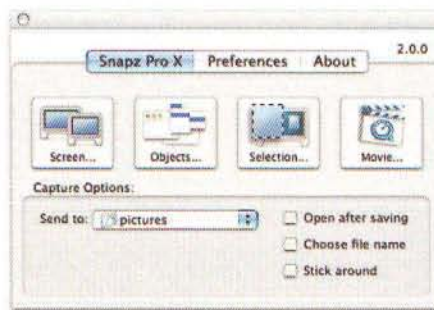 2.0.0
Snapz Pro X Preferences About
Screen... Objects... Selection... Movie...
Capture Options:
Send to: pictures Open after saving
Choose file name
Stick around